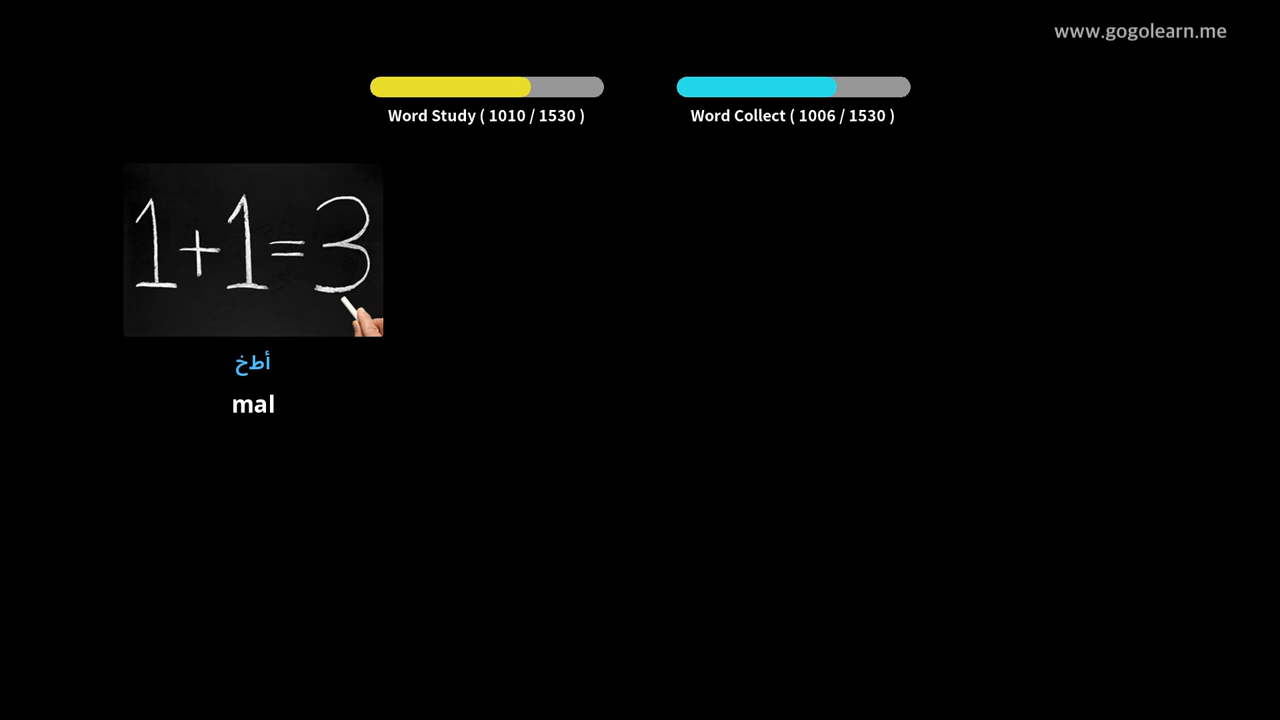 www.gogolearn.me
Word Study ( 1010 / 1530 )
Word Collect ( 1006 / 1530 )
1+1=3
أطخ
mal